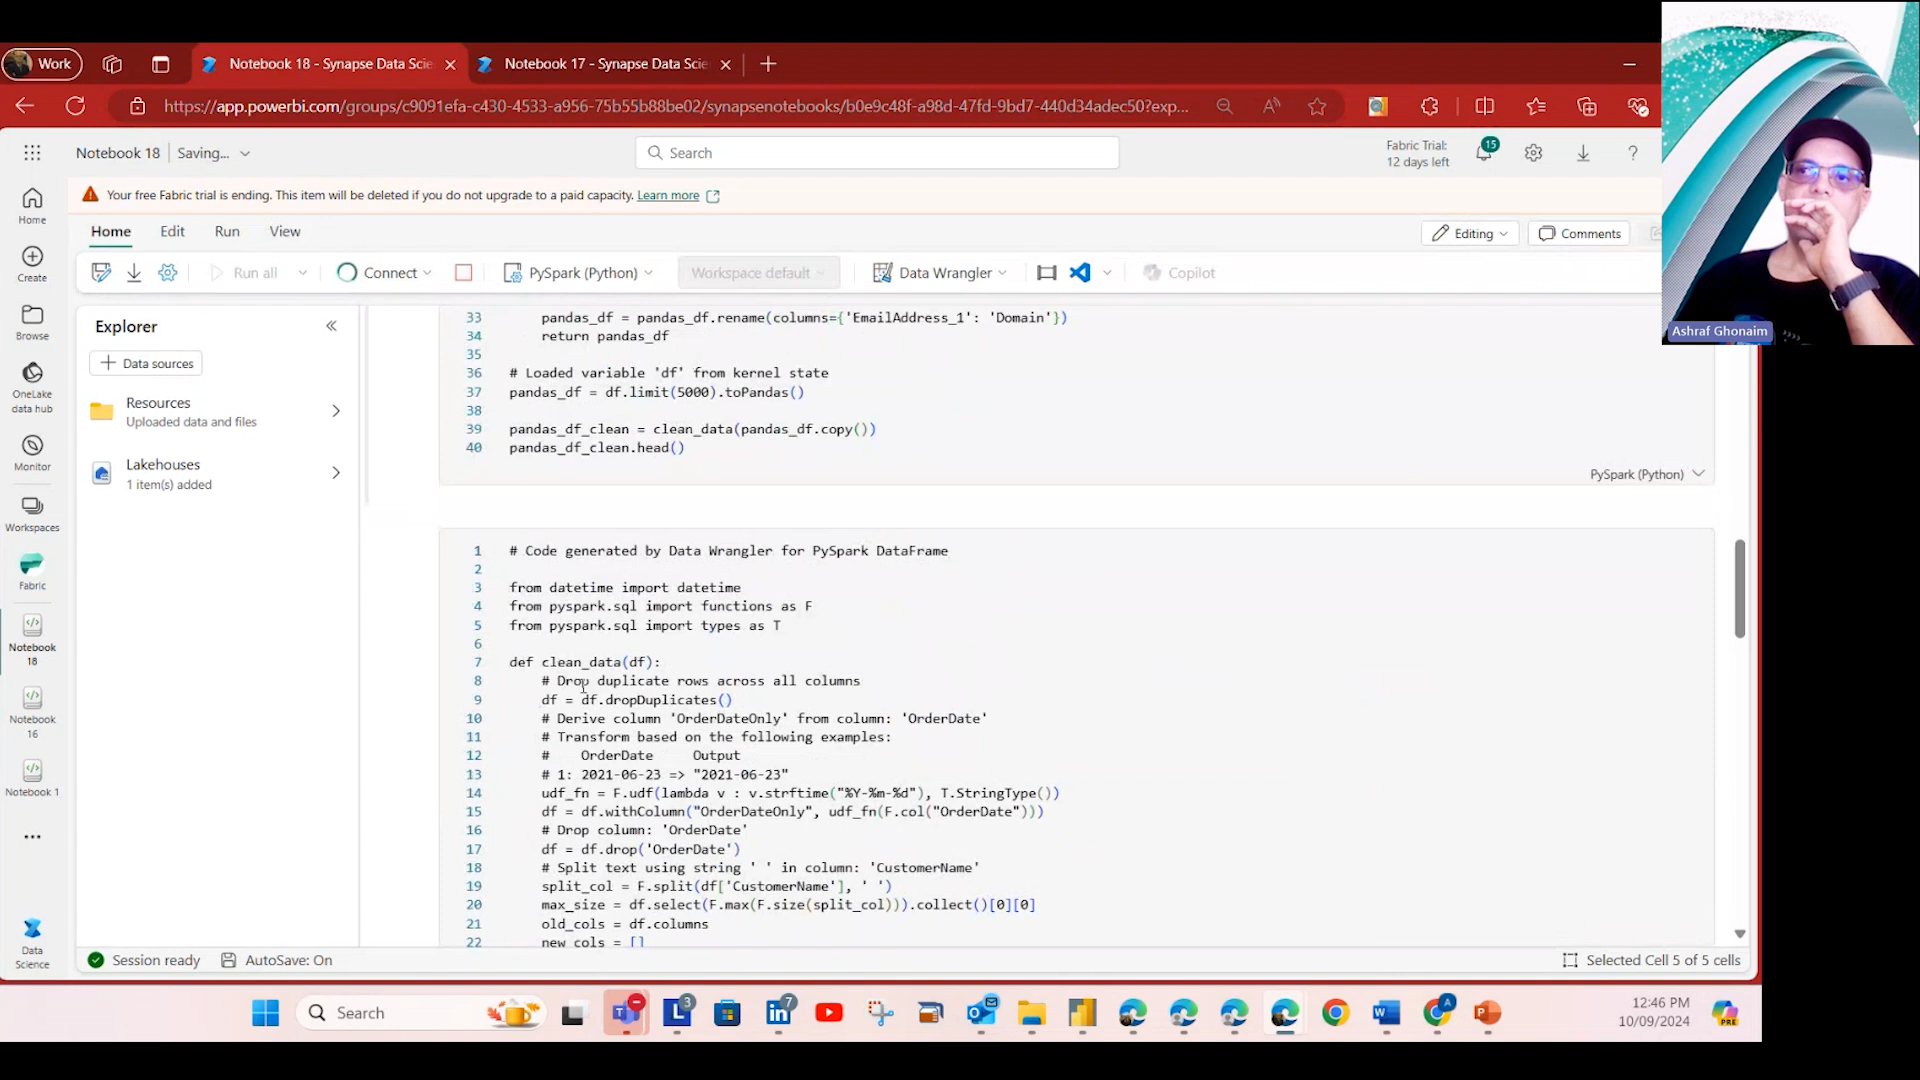 Work
Notebook 18 - Synapse Data Scie
Notebook 17 - Synapse Data Scie
https://app.powerbi.com/groups/c9091efa-c430-4533-a956-75b55b88be02/synapsenotebooks/b0e9c48f-a98d-47fd-9bd7-440d34adec50?exp...
Notebook 18 | Saving...
Search
Fabric Trial:
12 days left
15
?
Your free Fabric trial is ending. This item will be deleted if you do not upgrade to a paid capacity. Learn more
Home Edit Run View
Editing
Comments
Run all
Connect
PySpark (Python)
Workspace default
Data Wrangler
Copilot
Home
Create
Browse
OneLake
data hub
Monitor
Workspaces
Fabric
Notebook
18
Notebook
16
Notebook 1
Data
Science
Explorer
Data sources
Resources
Uploaded data and files
Lakehouses
1 item(s) added
33 pandas_df = pandas_df.rename(columns={'EmailAddress_1': 'Domain'})
34 return pandas_df
35
36 # Loaded variable 'df' from kernel state
37 pandas_df = df.limit(5000).toPandas()
38
39 pandas_df_clean = clean_data(pandas_df.copy())
40 pandas_df_clean.head()
PySpark (Python)
1 # Code generated by Data Wrangler for PySpark DataFrame
2
3 from datetime import datetime
4 from pyspark.sql import functions as F
5 from pyspark.sql import types as T
6
7 def clean_data(df):
8 # Drop duplicate rows across all columns
9 df = df.dropDuplicates()
10 # Derive column 'OrderDateOnly' from column: 'OrderDate'
11 # Transform based on the following examples:
12 # OrderDate Output
13 # 1: 2021-06-23 => "2021-06-23"
14 udf_fn = F.udf(lambda v : v.strftime("%Y-%m-%d"), T.StringType())
15 df = df.withColumn("OrderDateOnly", udf_fn(F.col("OrderDate")))
16 # Drop column: 'OrderDate'
17 df = df.drop('OrderDate')
18 # Split text using string ' ' in column: 'CustomerName'
19 split_col = F.split(df['CustomerName'], ' ')
20 max_size = df.select(F.max(F.size(split_col))).collect()[0][0]
21 old_cols = df.columns
22 new_cols = []
Session ready
AutoSave: On
Selected Cell 5 of 5 cells
Search
3
7
12:46 PM
10/09/2024
PRE
Ashraf Ghonaim